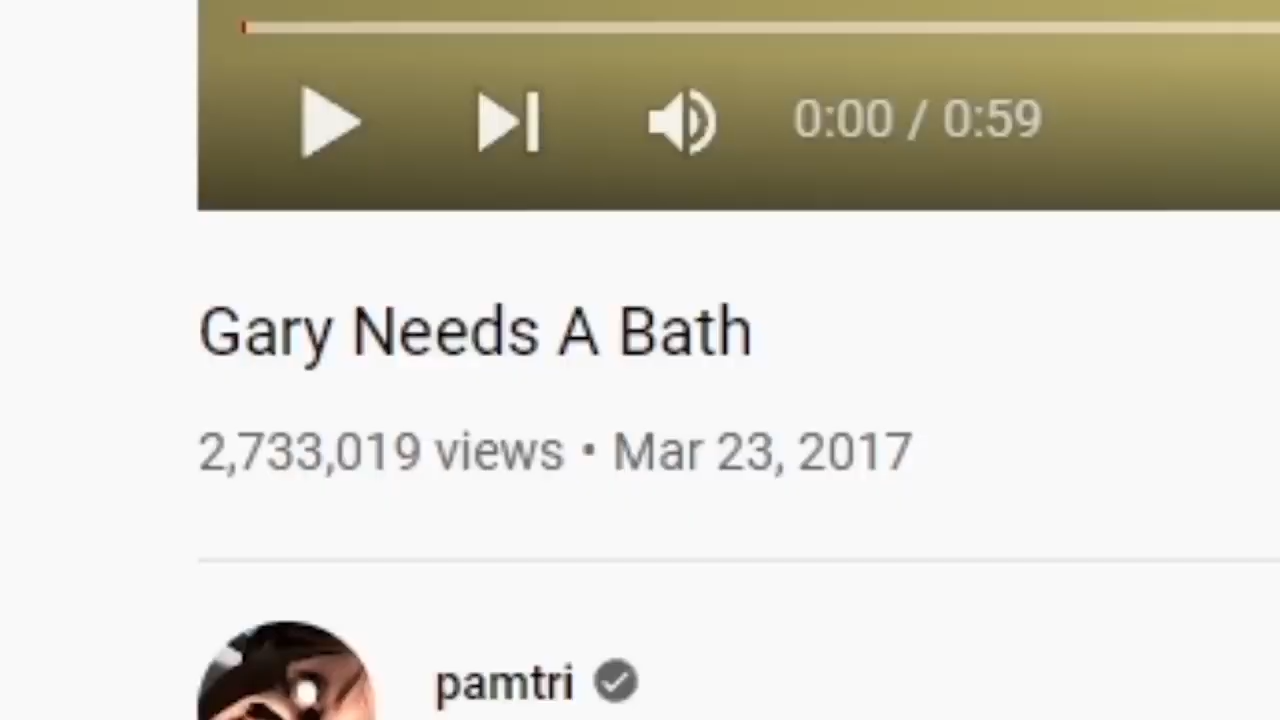 0:00 / 0:59
Gary Needs A Bath
2,733,019 views • Mar 23, 2017
pamtri